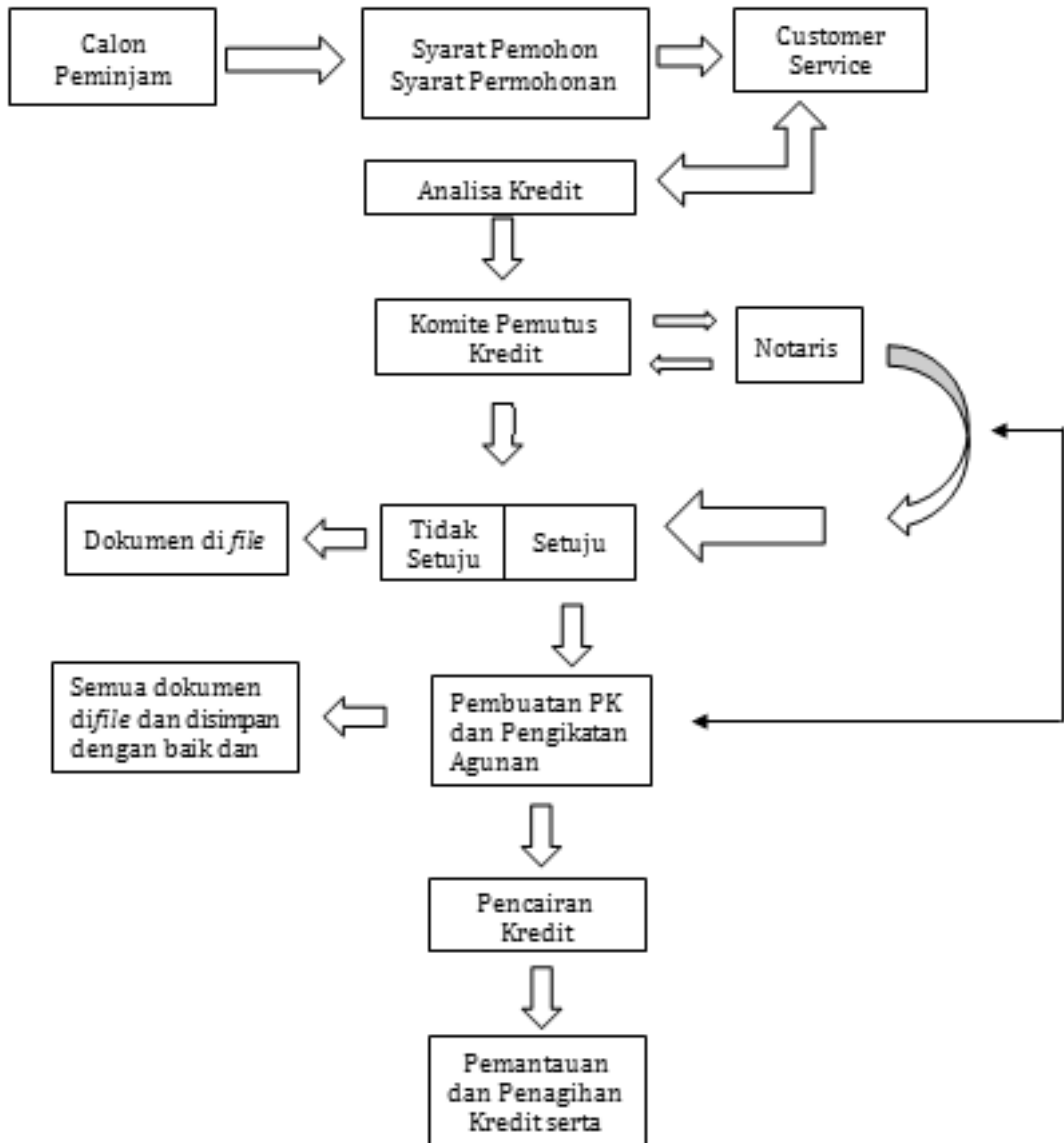 Calon
Peminjam
Syarat Pemohon
Syarat Permohonan
Customer
Service
Analisa Kredit
Komite Pemutus
Kredit
Notaris
Dokumen di file
Tidak
Setuju
Setuju
Semua dokumen
difile dan disimpan
dengan baik dan
Pembuatan PK
dan Pengikatan
Agunan
Pencairan
Kredit
Pemantauan
dan Penagihan
Kredit serta